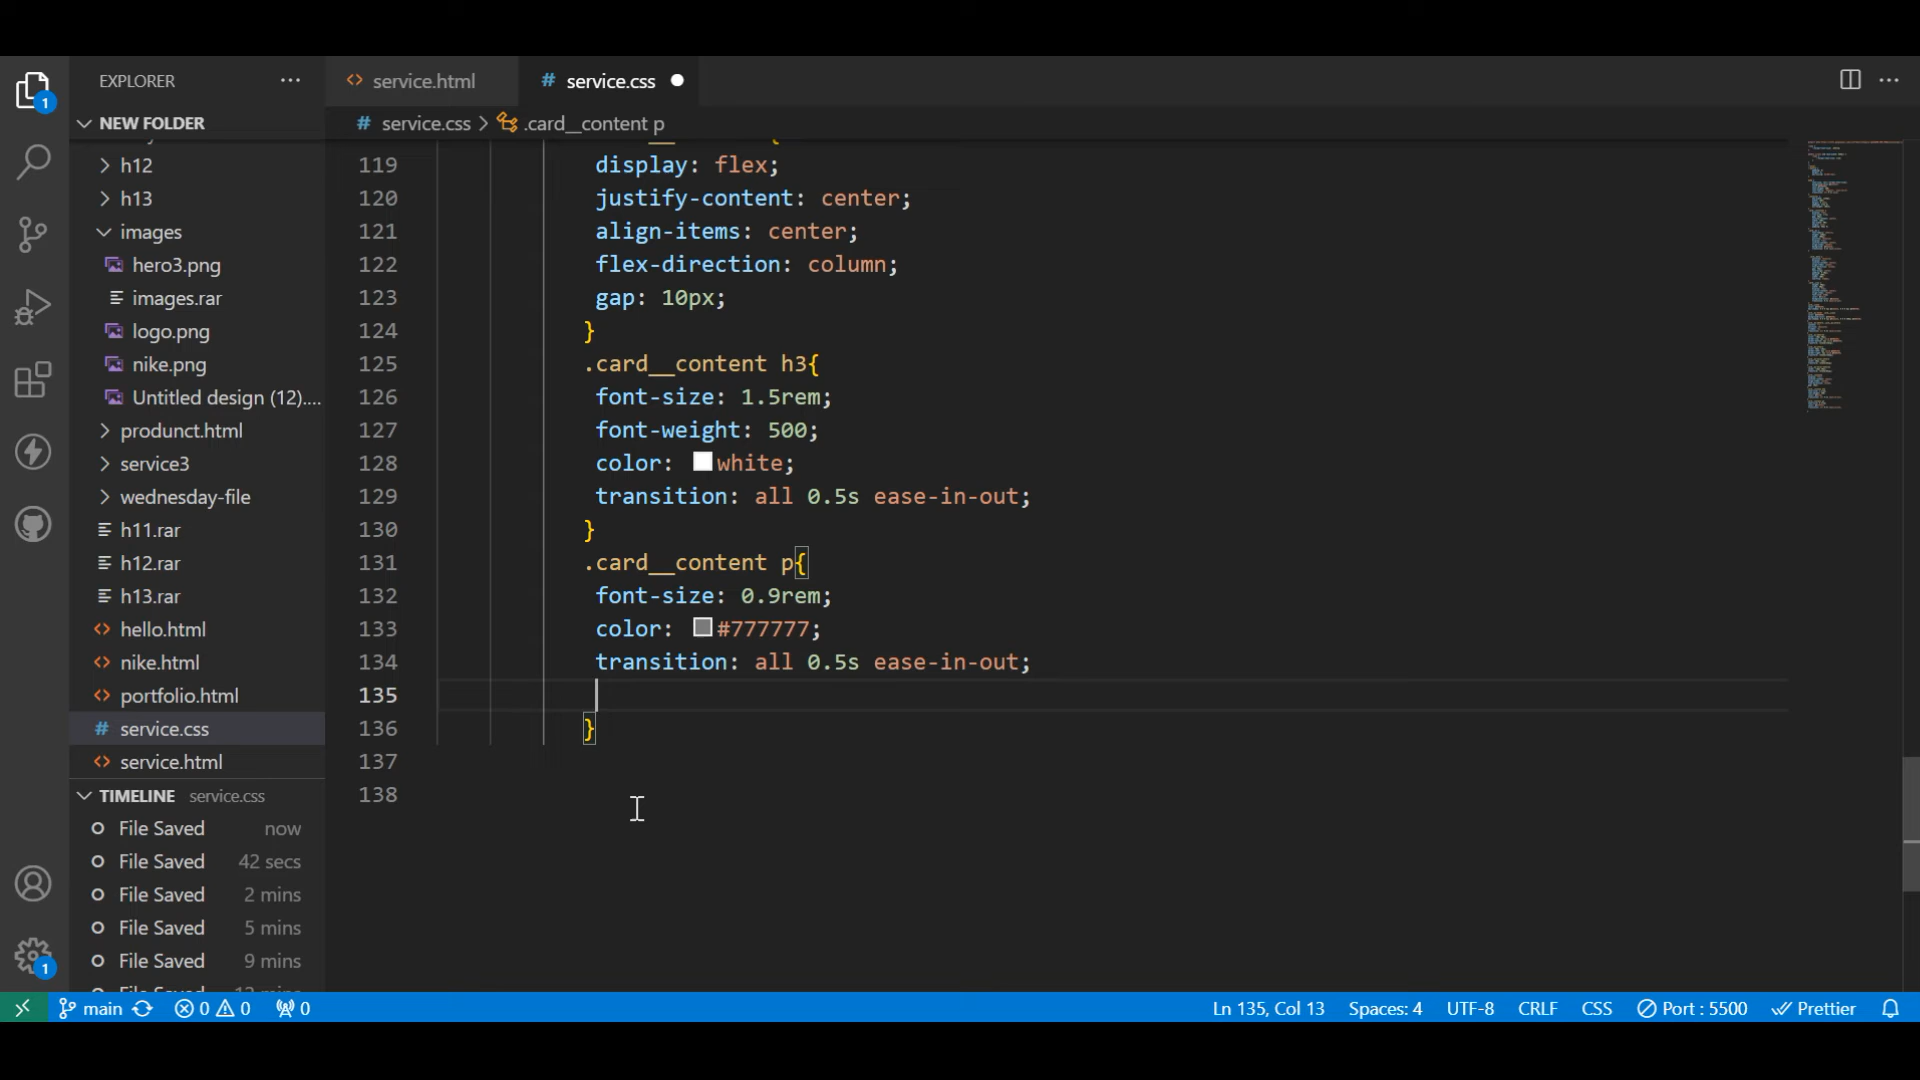 EXPLORER
service.html
service.css
NEW FOLDER
service.css > .card__content p
h12
h13
images
hero3.png
images.rar
logo.png
nike.png
Untitled design (12)....
produnct.html
service3
wednesday-file
h11.rar
h12.rar
h13.rar
hello.html
nike.html
portfolio.html
service.css
service.html
TIMELINE service.css
File Saved now
File Saved 42 secs
File Saved 2 mins
File Saved 5 mins
File Saved 9 mins
119 display: flex;
120 justify-content: center;
121 align-items: center;
122 flex-direction: column;
123 gap: 10px;
124 }
125 .card__content h3{
126 font-size: 1.5rem;
127 font-weight: 500;
128 color: white;
129 transition: all 0.5s ease-in-out;
130 }
131 .card__content p{
132 font-size: 0.9rem;
133 color: #777777;
134 transition: all 0.5s ease-in-out;
135
136 }
137
138
1
1
main 0 0 0 Ln 135, Col 13 Spaces: 4 UTF-8 CRLF CSS Port : 5500 Prettier